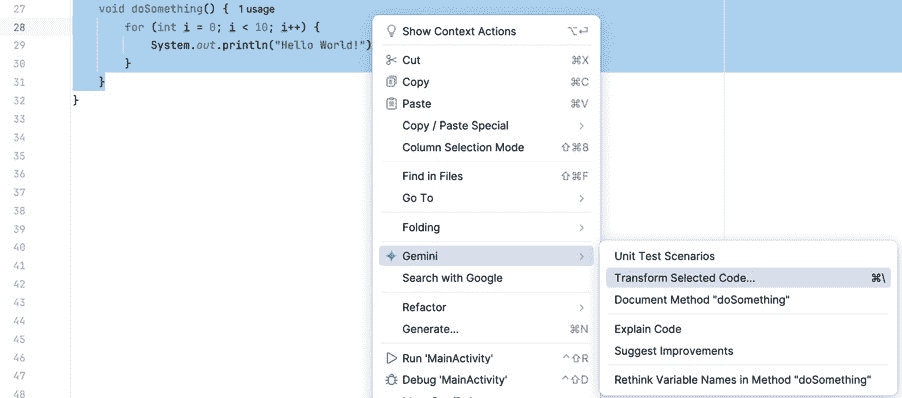 27 void doSomething() { 1 usage
28 for (int i = 0; i < 10; i++) {
29 System.out.println("Hello World!")
30 }
31 }
32 }
33
34
35
36
37
38
39
40
41
42
43
44
45
46
47
48
Show Context Actions ⌥⏎
Cut ⌘X
Copy ⌘C
Paste ⌘V
Copy / Paste Special
Column Selection Mode ⇧⌘8
Find in Files ⇧⌘F
Go To
Folding
Gemini
Search with Google
Refactor
Generate... ⌘N
Run 'MainActivity' ⌃⇧R
Debug 'MainActivity' ⌃⇧D
Unit Test Scenarios
Transform Selected Code... ⌘\
Document Method "doSomething"
Explain Code
Suggest Improvements
Rethink Variable Names in Method "doSomething"